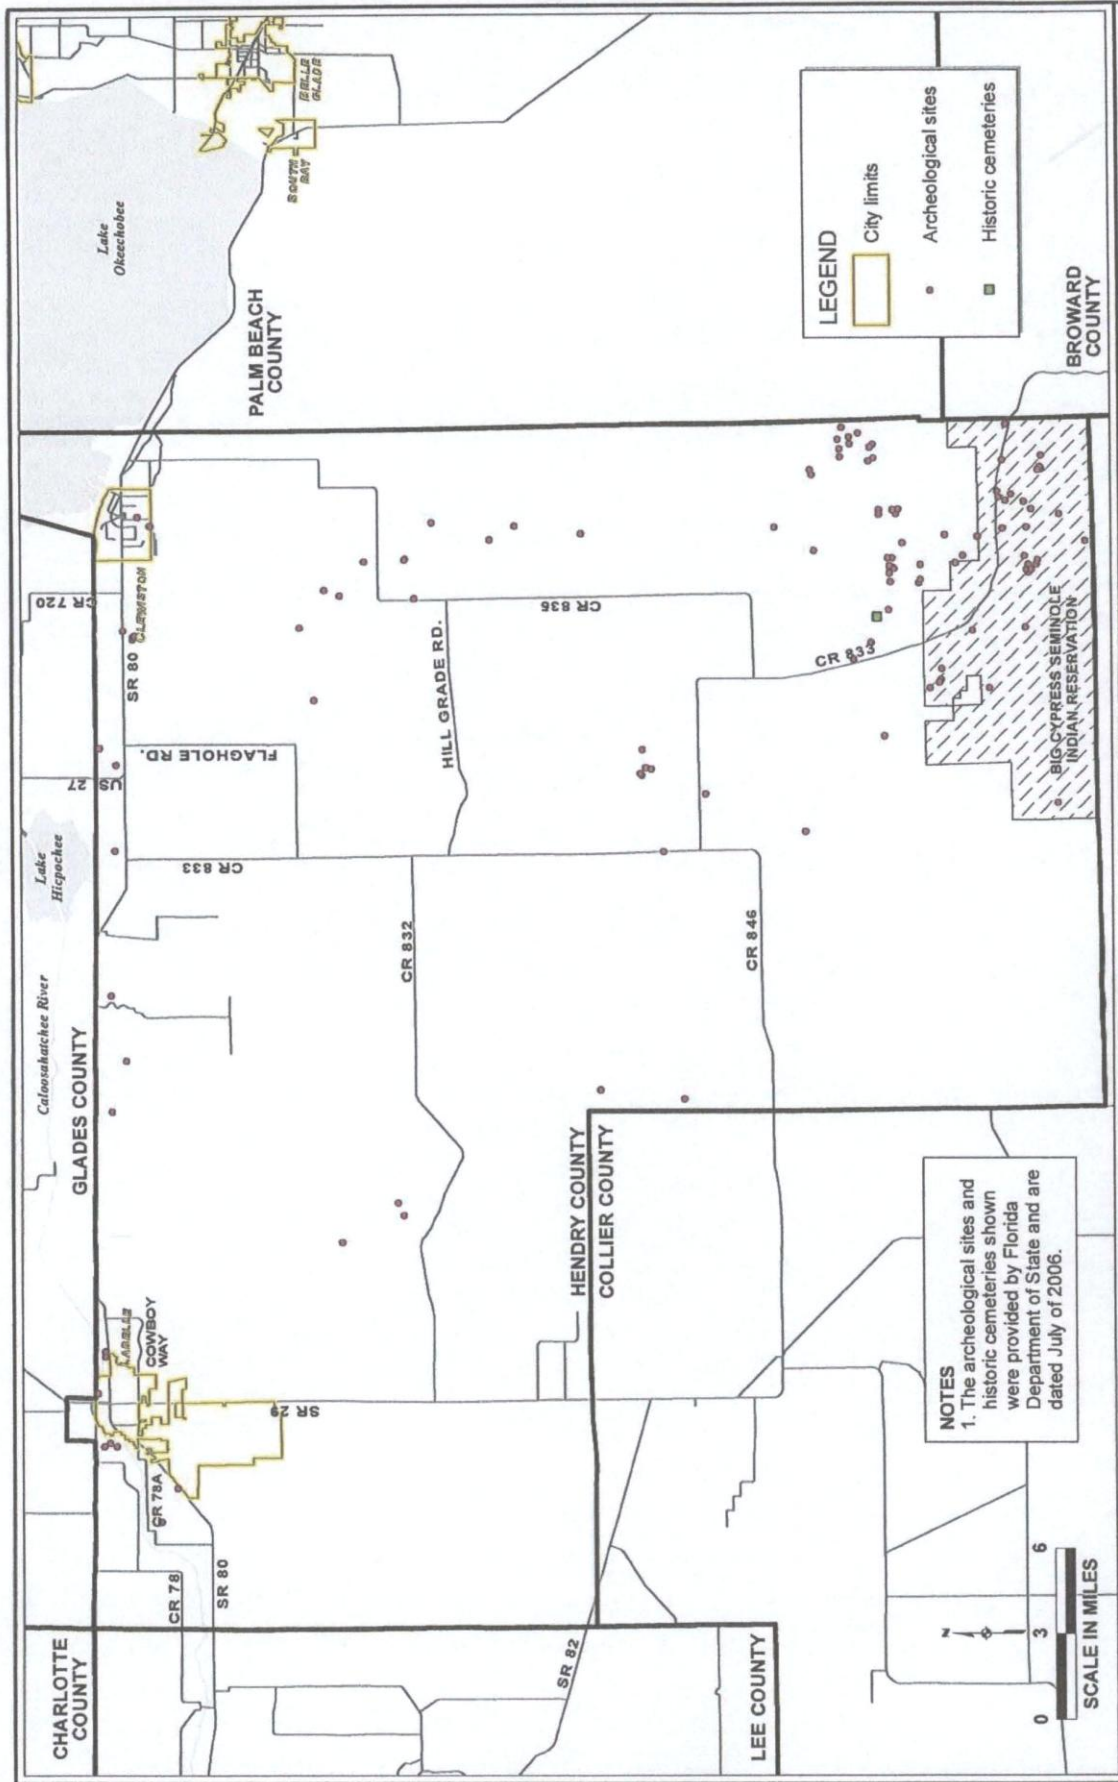 CHARLOTTE
COUNTY
GLADES COUNTY
Caloosahatchee River
Lake
Hicpochee
Lake
Okeechobee
US 27
CR 720
SR 80
CLEWISTON
SOUTH
BAY
BELLE
GLADE
PALM BEACH
COUNTY
LABELLE
COWBOY
WAY
CR 78A
CR 78
SR 80
SR 29
CR 833
FLAGHOLE RD.
CR 832
HILL GRADE RD.
CR 835
HENDRY COUNTY
COLLIER COUNTY
SR 82
LEE COUNTY
CR 846
CR 833
BIG CYPRESS SEMINOLE
INDIAN RESERVATION
BROWARD
COUNTY
LEGEND
City limits
Archeological sites
Historic cemeteries
NOTES
1. The archeological sites and
historic cemeteries shown
were provided by Florida
Department of State and are
dated July of 2006.
N
0 3 6
SCALE IN MILES